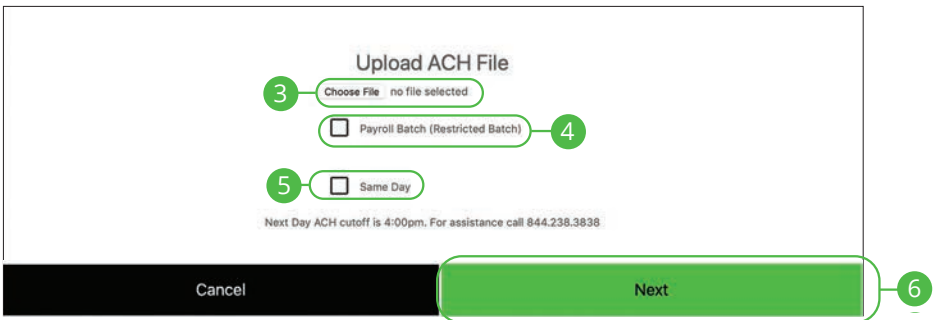 Upload ACH File
3 Choose File no file selected
Payroll Batch (Restricted Batch) 4
5 Same Day
Next Day ACH cutoff is 4:00pm. For assistance call 844.238.3838
Cancel Next 6